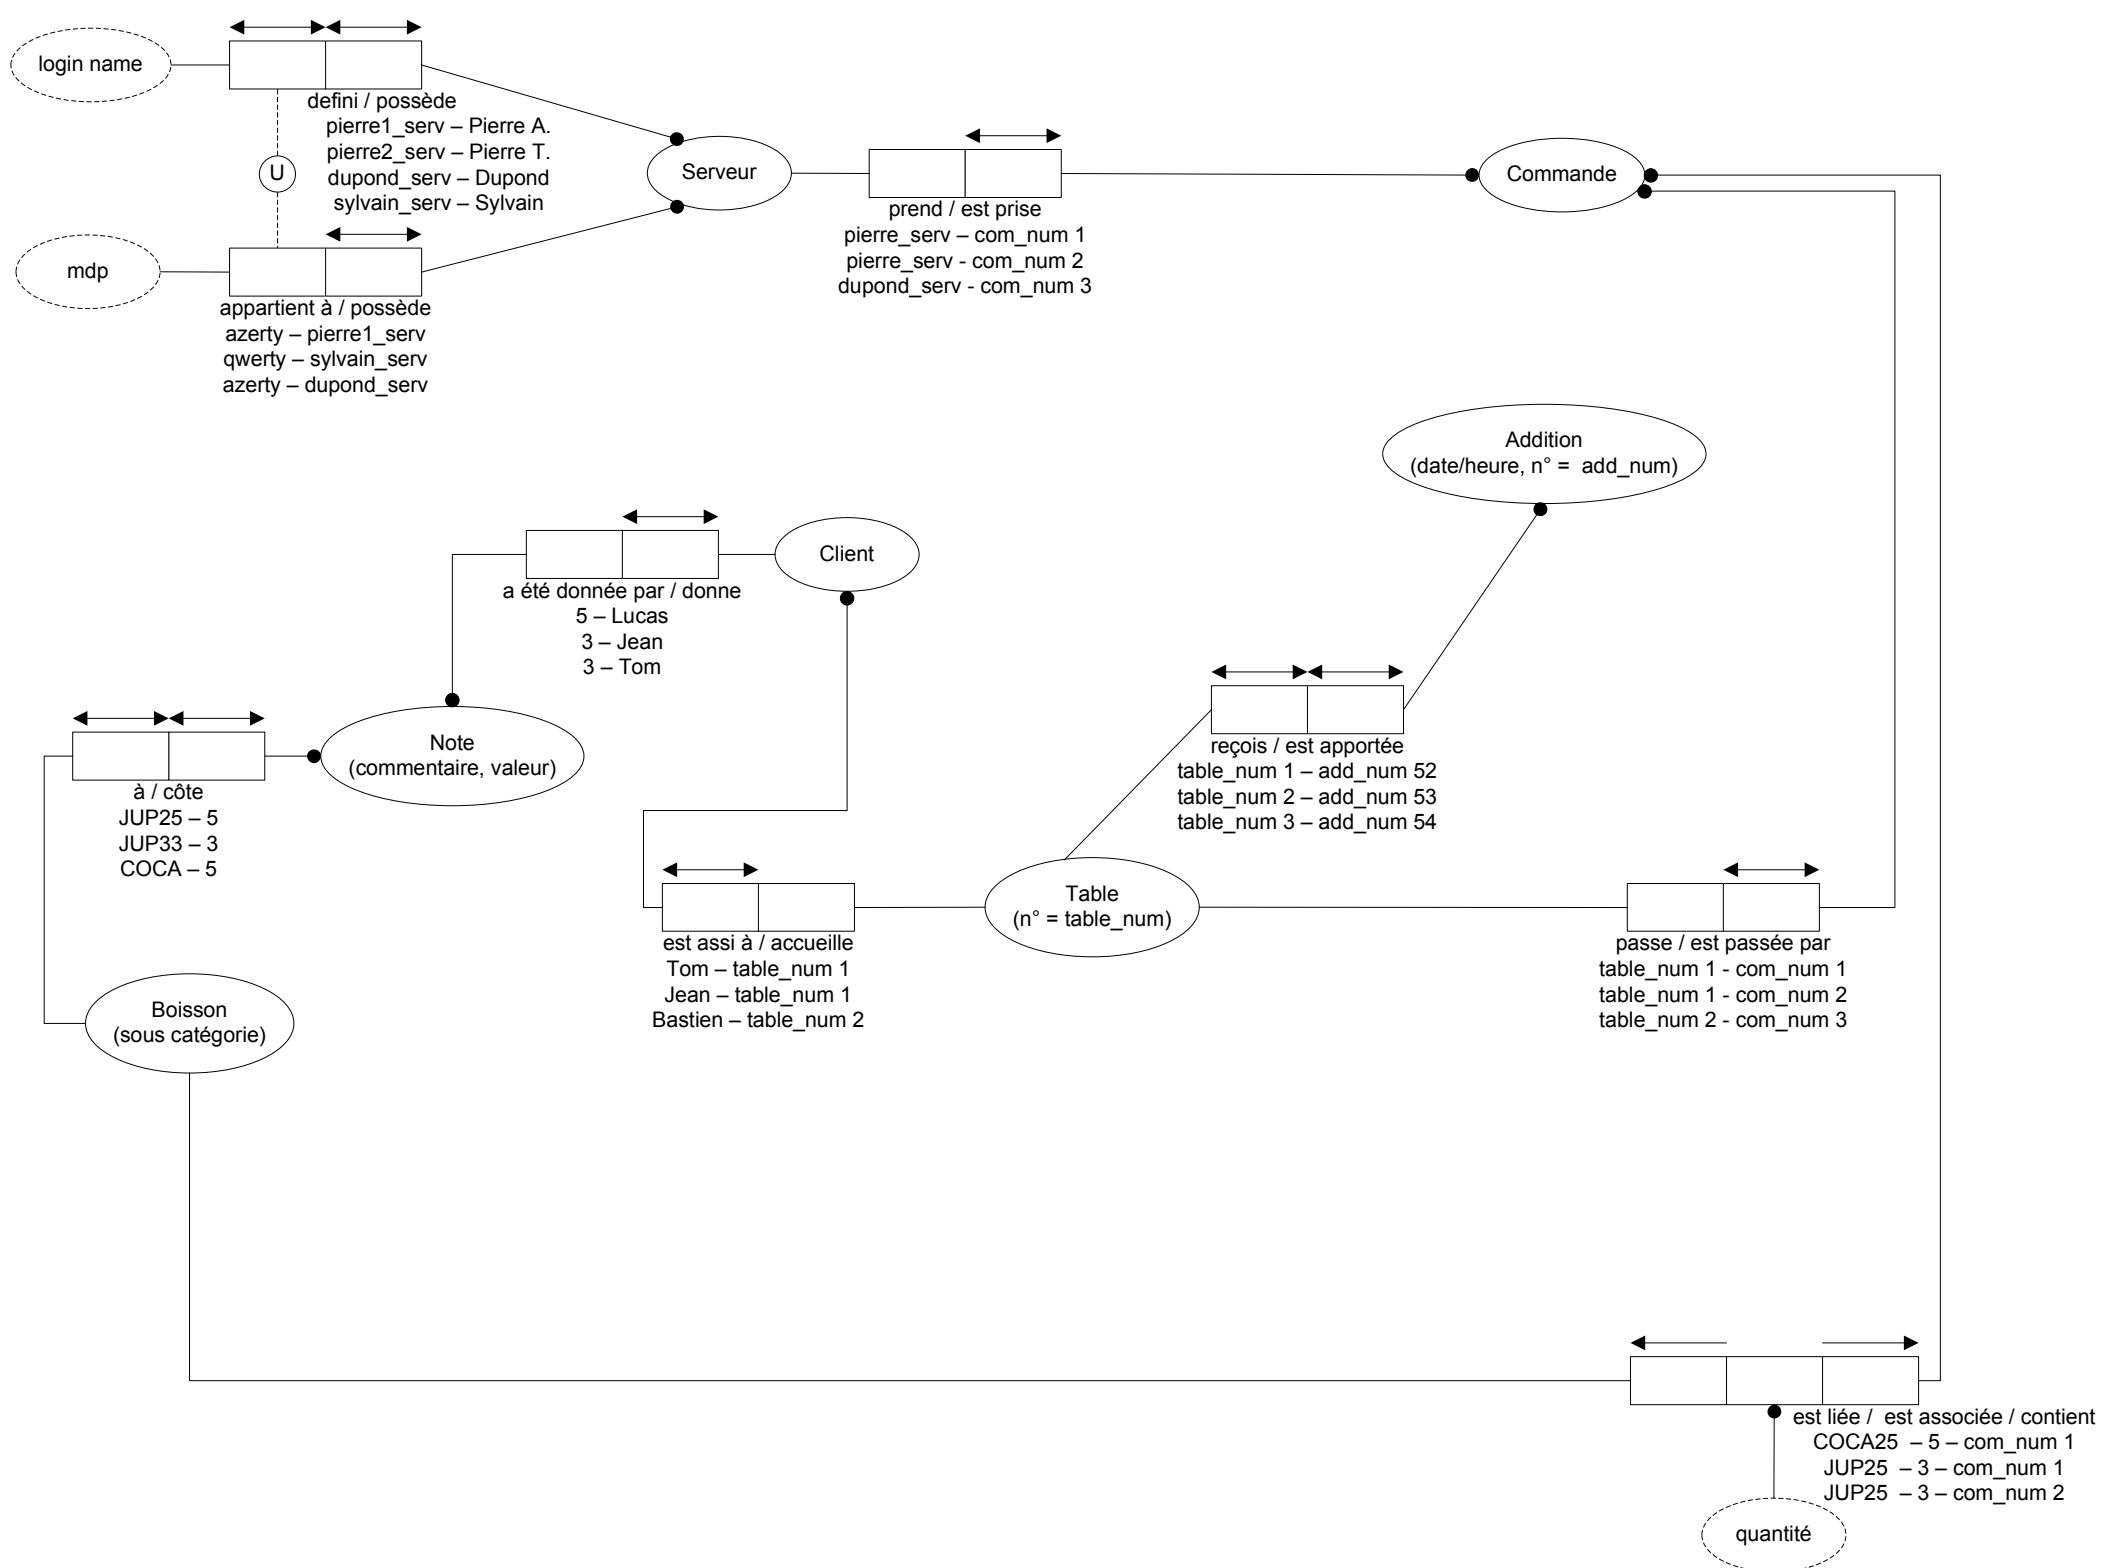 login name
defini / possède
pierre1_serv – Pierre A.
pierre2_serv – Pierre T.
dupond_serv – Dupond
sylvain_serv – Sylvain
U
mdp
appartient à / possède
azerty – pierre1_serv
qwerty – sylvain_serv
azerty – dupond_serv
Serveur
prend / est prise
pierre_serv – com_num 1
pierre_serv - com_num 2
dupond_serv - com_num 3
Commande
Addition
(date/heure, n° =  add_num)
Client
a été donnée par / donne
5 – Lucas
3 – Jean
3 – Tom
Note
(commentaire, valeur)
à / côte
JUP25 – 5
JUP33 – 3
COCA – 5
reçois / est apportée
table_num 1 – add_num 52
table_num 2 – add_num 53
table_num 3 – add_num 54
Table
(n° = table_num)
est assi à / accueille
Tom – table_num 1
Jean – table_num 1
Bastien – table_num 2
passe / est passée par
table_num 1 - com_num 1
table_num 1 - com_num 2
table_num 2 - com_num 3
Boisson
(sous catégorie)
est liée /  est associée / contient
COCA25  – 5 – com_num 1
JUP25  – 3 – com_num 1
JUP25  – 3 – com_num 2
quantité